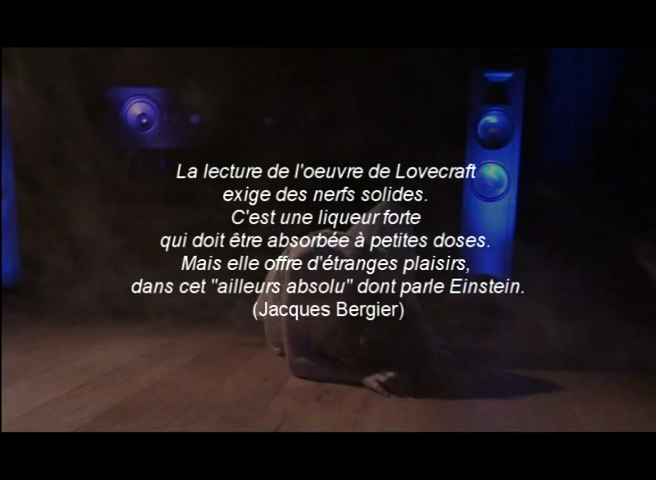 La lecture de l'oeuvre de Lovecraft
exige des nerfs solides.
C'est une liqueur forte
qui doit être absorbée à petites doses.
Mais elle offre d'étranges plaisirs,
dans cet "ailleurs absolu" dont parle Einstein.
(Jacques Bergier)